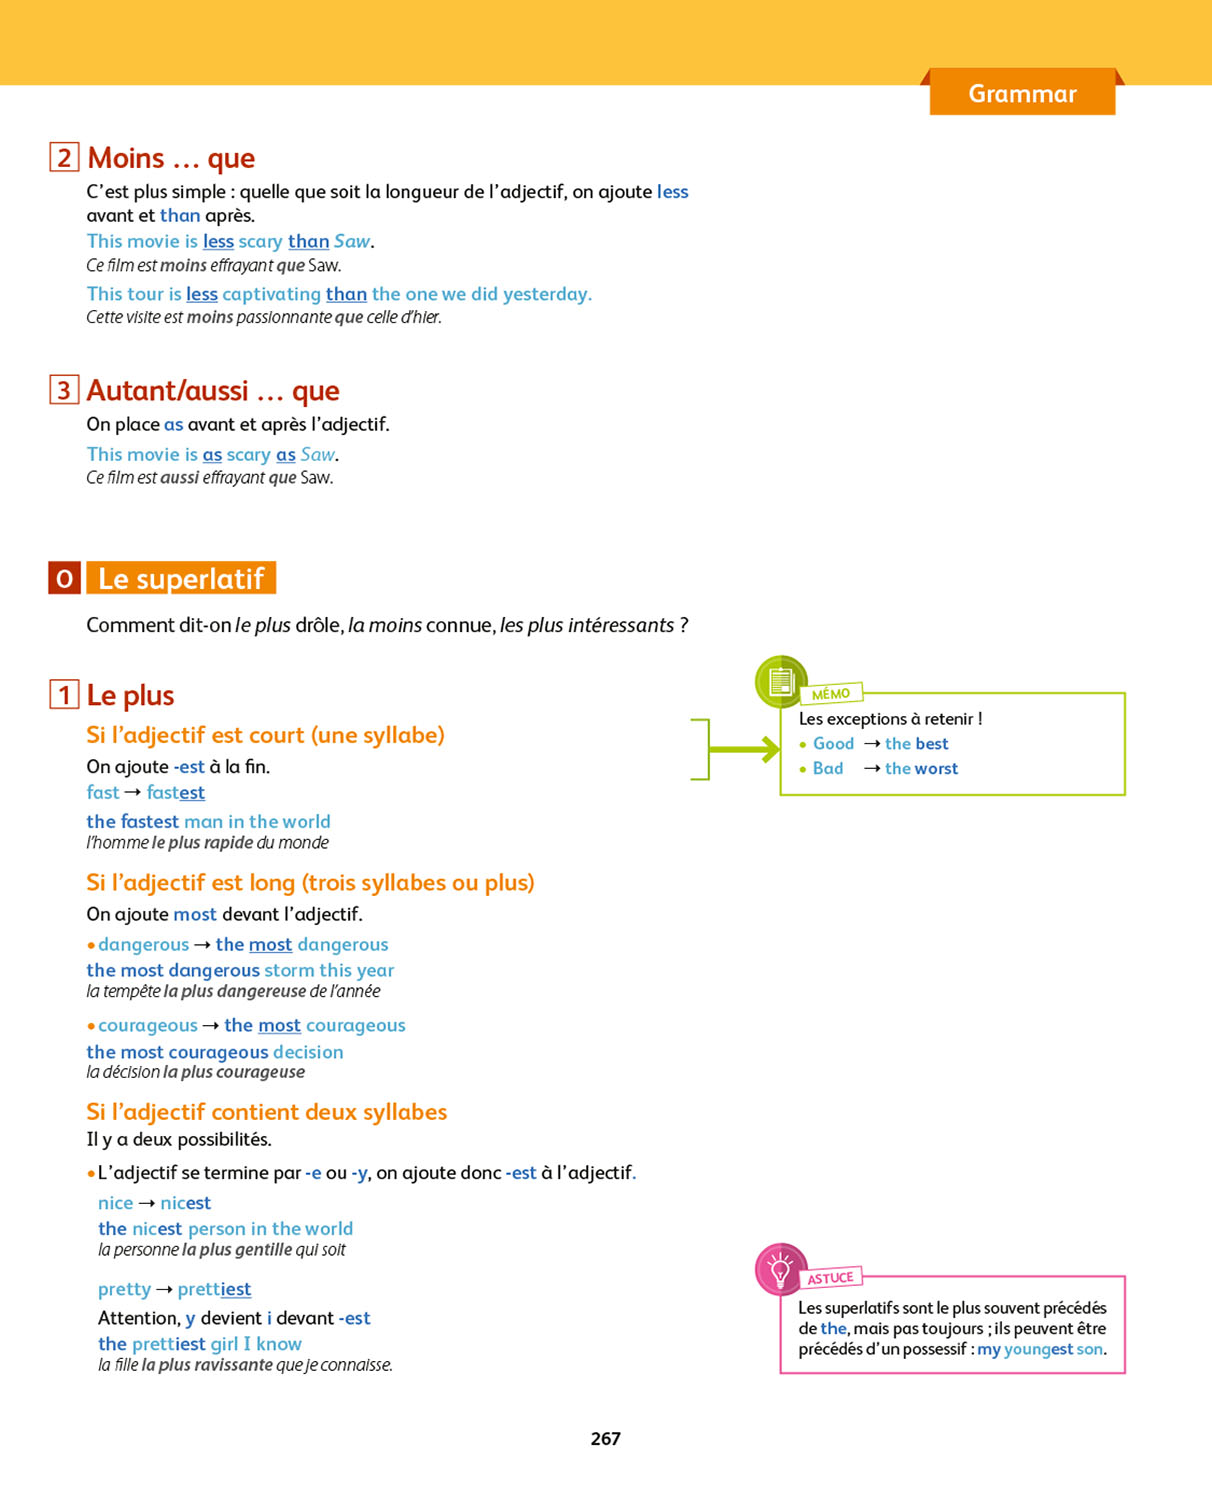 Grammar
2 Moins … que
C'est plus simple : quelle que soit la longueur de l'adjectif, on ajoute less
avant et than après.
This movie is less scary than Saw.
Ce film est moins effrayant que Saw.
This tour is less captivating than the one we did yesterday.
Cette visite est moins passionnante que celle d'hier.
3 Autant/aussi … que
On place as avant et après l'adjectif.
This movie is as scary as Saw.
Ce film est aussi effrayant que Saw.
O Le superlatif
Comment dit-on le plus drôle, la moins connue, les plus intéressants ?
1 Le plus
Si l'adjectif est court (une syllabe)
On ajoute -est à la fin.
fast → fastest
the fastest man in the world
l'homme le plus rapide du monde
MÉMO
Les exceptions à retenir !
• Good → the best
• Bad → the worst
Si l'adjectif est long (trois syllabes ou plus)
On ajoute most devant l'adjectif.
• dangerous → the most dangerous
the most dangerous storm this year
la tempête la plus dangereuse de l'année
• courageous → the most courageous
the most courageous decision
la décision la plus courageuse
Si l'adjectif contient deux syllabes
Il y a deux possibilités.
• L'adjectif se termine par -e ou -y, on ajoute donc -est à l'adjectif.
nice → nicest
the nicest person in the world
la personne la plus gentille qui soit
pretty → prettiest
Attention, y devient i devant -est
the prettiest girl I know
la fille la plus ravissante que je connaisse.
ASTUCE
Les superlatifs sont le plus souvent précédés
de the, mais pas toujours ; ils peuvent être
précédés d'un possessif : my youngest son.
267